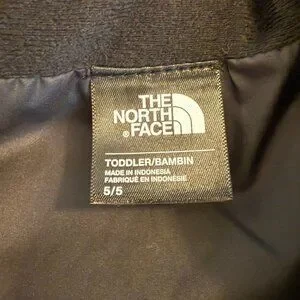 THE
NORTH
FACE
TODDLER/BAMBIN
MADE IN INDONESIA
FABRIQUÉ EN INDONÉSIE
5/5